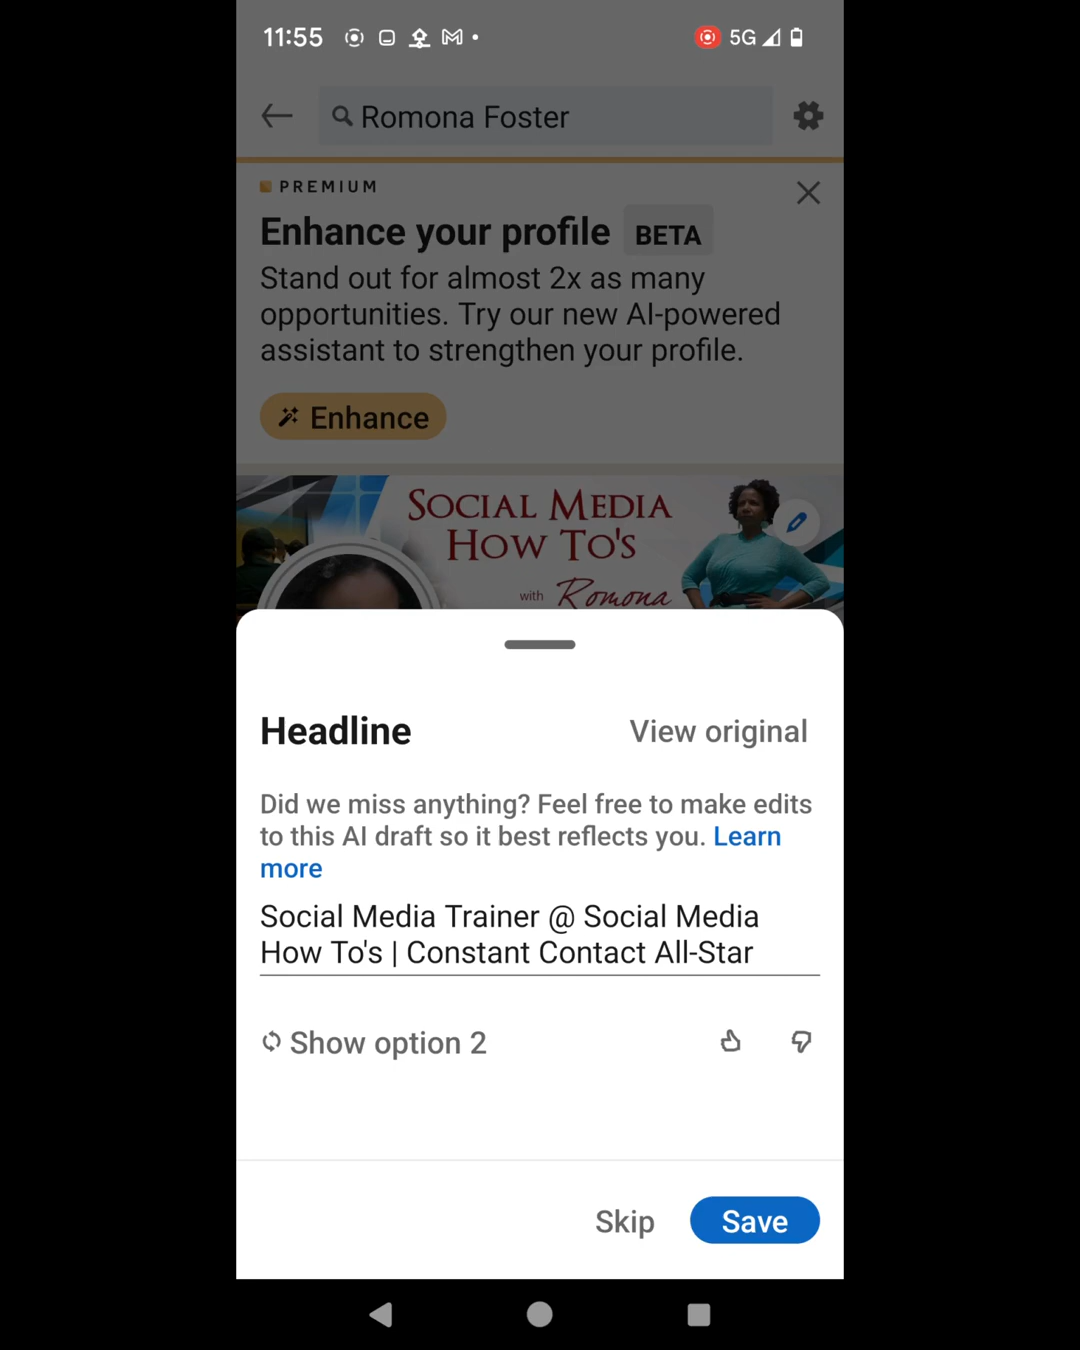 11:55
5G
Romona Foster
PREMIUM
Enhance your profile BETA
Stand out for almost 2x as many
opportunities. Try our new AI-powered
assistant to strengthen your profile.
Enhance
SOCIAL MEDIA
HOW TO'S
with Romona
Headline View original
Did we miss anything? Feel free to make edits
to this AI draft so it best reflects you. Learn
more
Social Media Trainer @ Social Media
How To's | Constant Contact All-Star
Show option 2
Skip Save